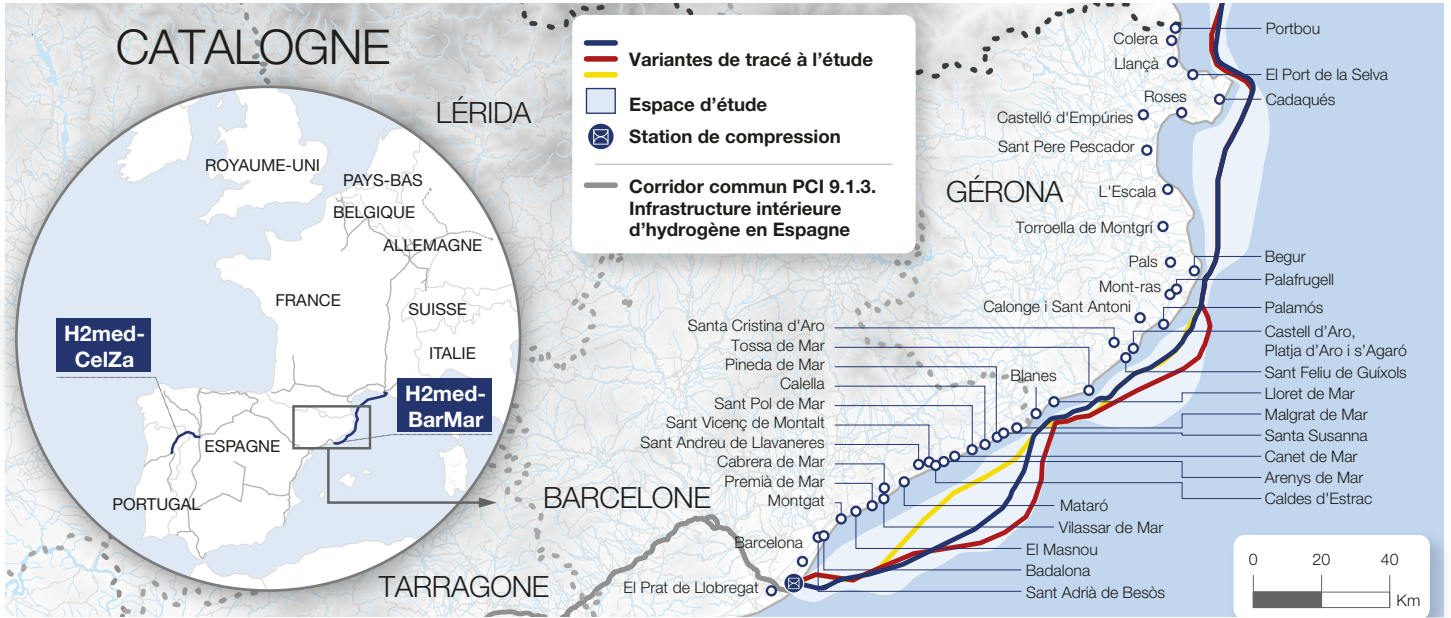 CATALOGNE
LÉRIDA
GÉRONA
BARCELONE
TARRAGONE
ROYAUME-UNI
PAYS-BAS
BELGIQUE
ALLEMAGNE
FRANCE
SUISSE
ITALIE
H2med-
CelZa
H2med-
BarMar
ESPAGNE
PORTUGAL
Variantes de tracé à l'étude
Espace d'étude
Station de compression
Corridor commun PCI 9.1.3.
Infrastructure intérieure
d'hydrogène en Espagne
Colera
Llançà
Roses
Castelló d'Empúries
Sant Pere Pescador
L'Escala
Torroella de Montgrí
Pals
Mont-ras
Calonge i Sant Antoni
Santa Cristina d'Aro
Tossa de Mar
Pineda de Mar
Blanes
Calella
Sant Pol de Mar
Sant Vicenç de Montalt
Sant Andreu de Llavaneres
Cabrera de Mar
Premià de Mar
Montgat
Barcelona
El Prat de Llobregat
Portbou
El Port de la Selva
Cadaqués
Begur
Palafrugell
Palamós
Castell d'Aro,
Platja d'Aro i s'Agaró
Sant Feliu de Guíxols
Lloret de Mar
Malgrat de Mar
Santa Susanna
Canet de Mar
Arenys de Mar
Caldes d'Estrac
Mataró
Vilassar de Mar
El Masnou
Badalona
Sant Adrià de Besòs
0 20 40
Km